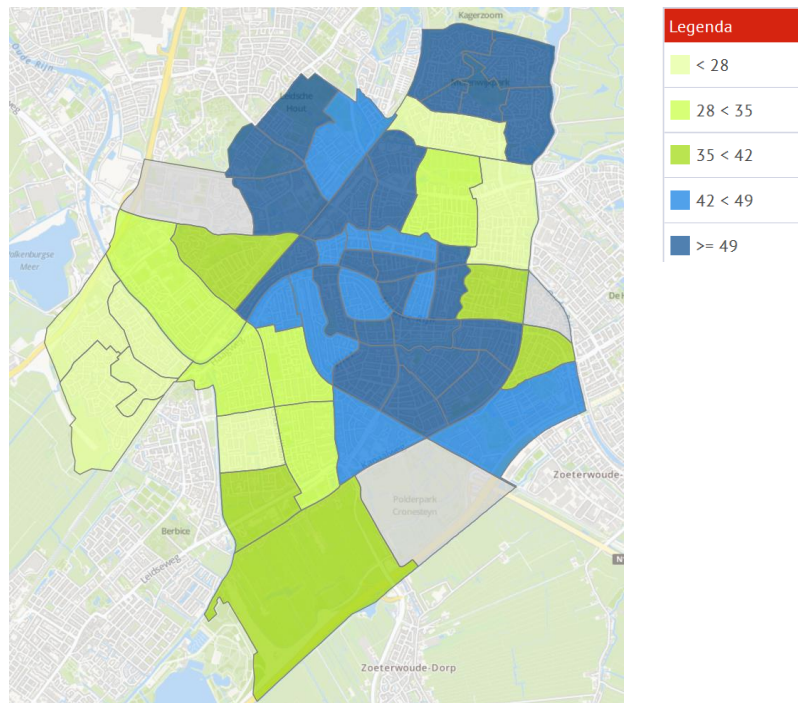 Kagerzoom
Oude Rijn
Leidsche
Hout
Valkenburgse
Meer
Polderpark
Cronesteyn
Zoeterwoude-
Berbice
Leidseweg
Zoeterwoude-Dorp
Legenda
< 28
28 < 35
35 < 42
42 < 49
>= 49